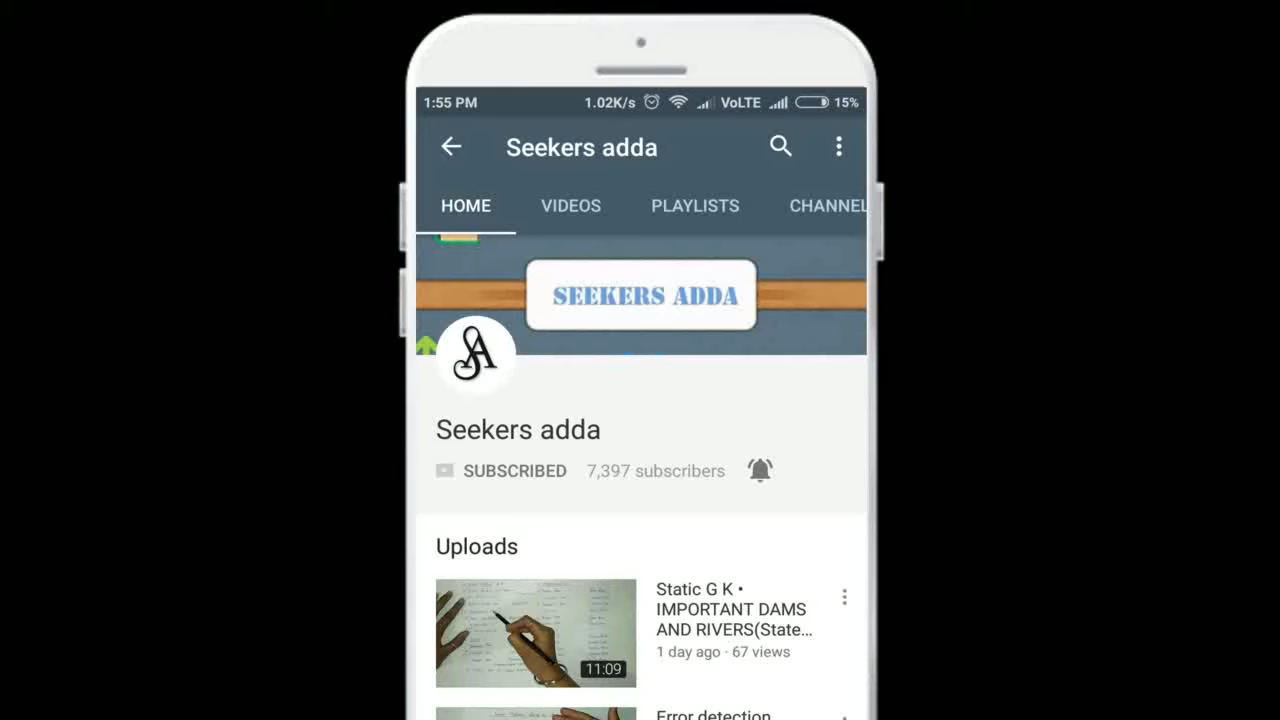 1:55 PM 1.02K/s VoLTE 15%
Seekers adda
HOME VIDEOS PLAYLISTS CHANNEL
SEEKERS ADDA
SA
Seekers adda
SUBSCRIBED 7,397 subscribers
Uploads
Static G K •
IMPORTANT DAMS
AND RIVERS(State...
1 day ago · 67 views
11:09
Error detection